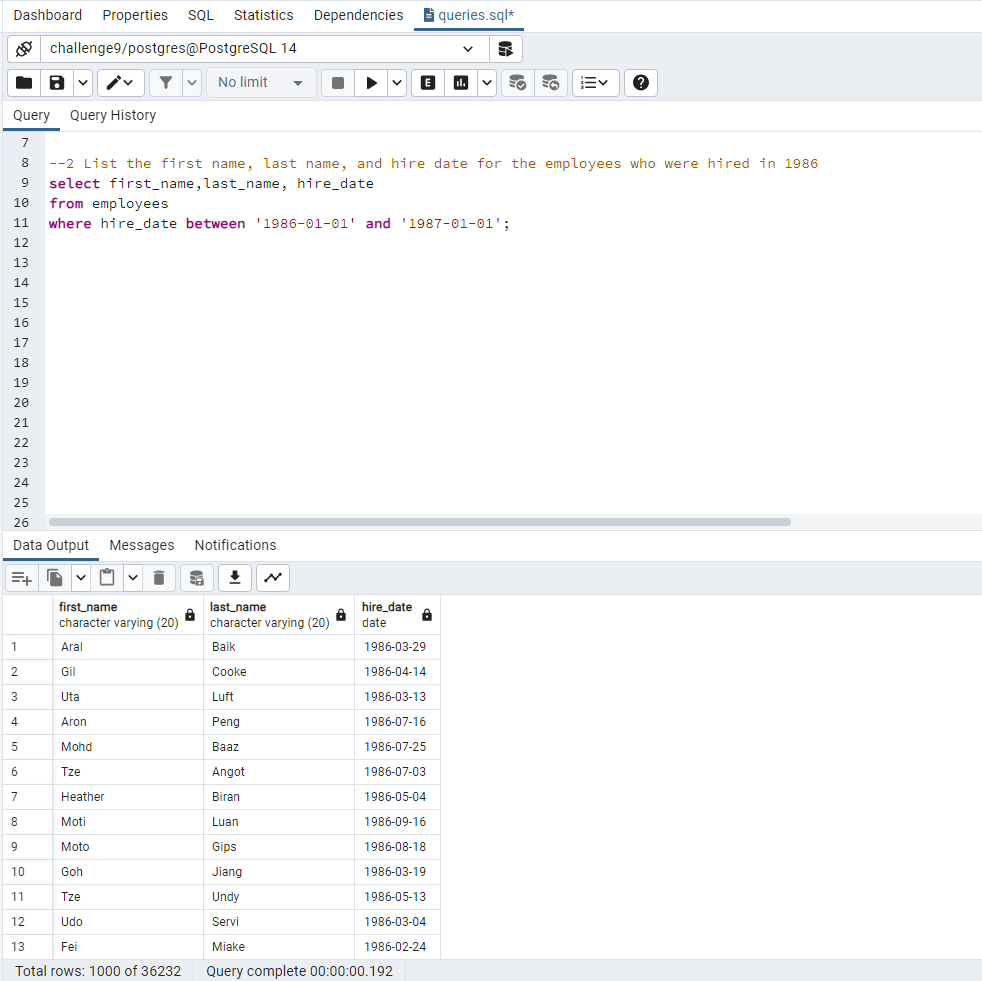 Dashboard Properties SQL Statistics Dependencies queries.sql*
challenge9/postgres@PostgreSQL 14
No limit E
Query Query History
7
8 --2 List the first name, last name, and hire date for the employees who were hired in 1986
9 select first_name,last_name, hire_date
10 from employees
11 where hire_date between '1986-01-01' and '1987-01-01';
12
13
14
15
16
17
18
19
20
21
22
23
24
25
26
Data Output Messages Notifications
first_name last_name hire_date
character varying (20) character varying (20) date
1 Aral Baik 1986-03-29
2 Gil Cooke 1986-04-14
3 Uta Luft 1986-03-13
4 Aron Peng 1986-07-16
5 Mohd Baaz 1986-07-25
6 Tze Angot 1986-07-03
7 Heather Biran 1986-05-04
8 Moti Luan 1986-09-16
9 Moto Gips 1986-08-18
10 Goh Jiang 1986-03-19
11 Tze Undy 1986-05-13
12 Udo Servi 1986-03-04
13 Fei Miake 1986-02-24
Total rows: 1000 of 36232 Query complete 00:00:00.192